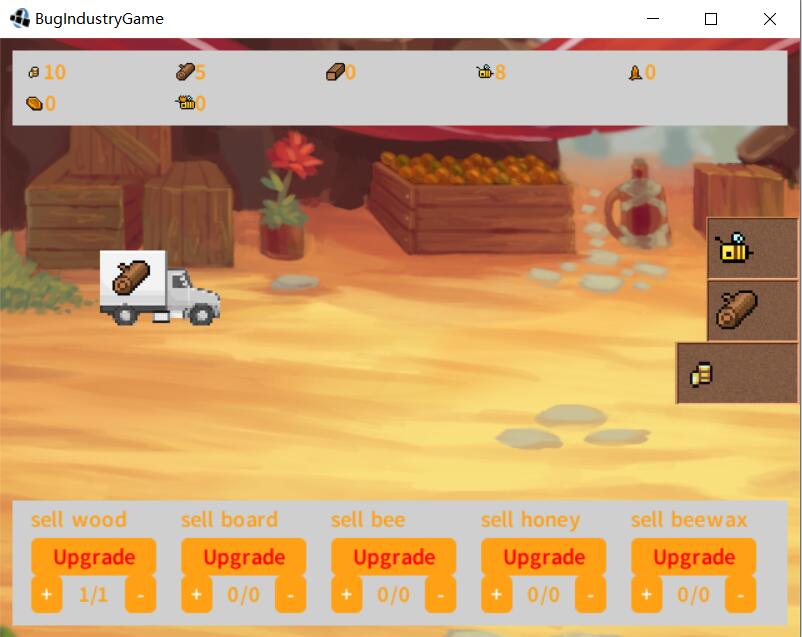 BugIndustryGame
10 5 0 8 0
0 0
sell wood sell board sell bee sell honey sell beewax
Upgrade Upgrade Upgrade Upgrade Upgrade
+ 1/1 - + 0/0 - + 0/0 - + 0/0 - + 0/0 -